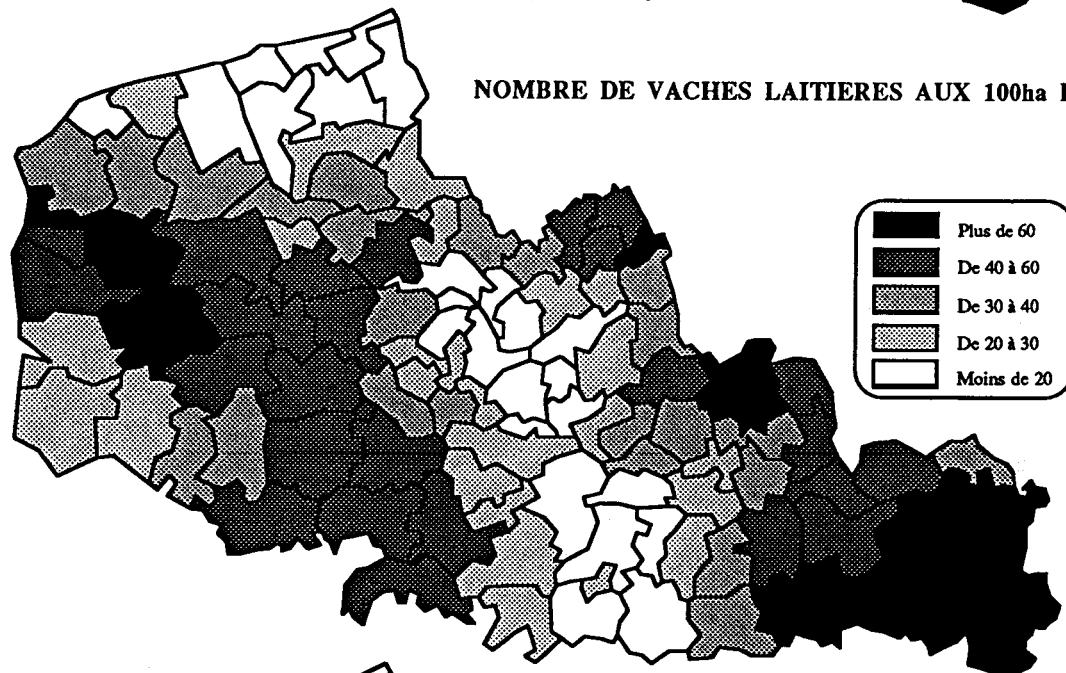 NOMBRE DE VACHES LAITIERES AUX 100ha
Plus de 60
De 40 à 60
De 30 à 40
De 20 à 30
Moins de 20